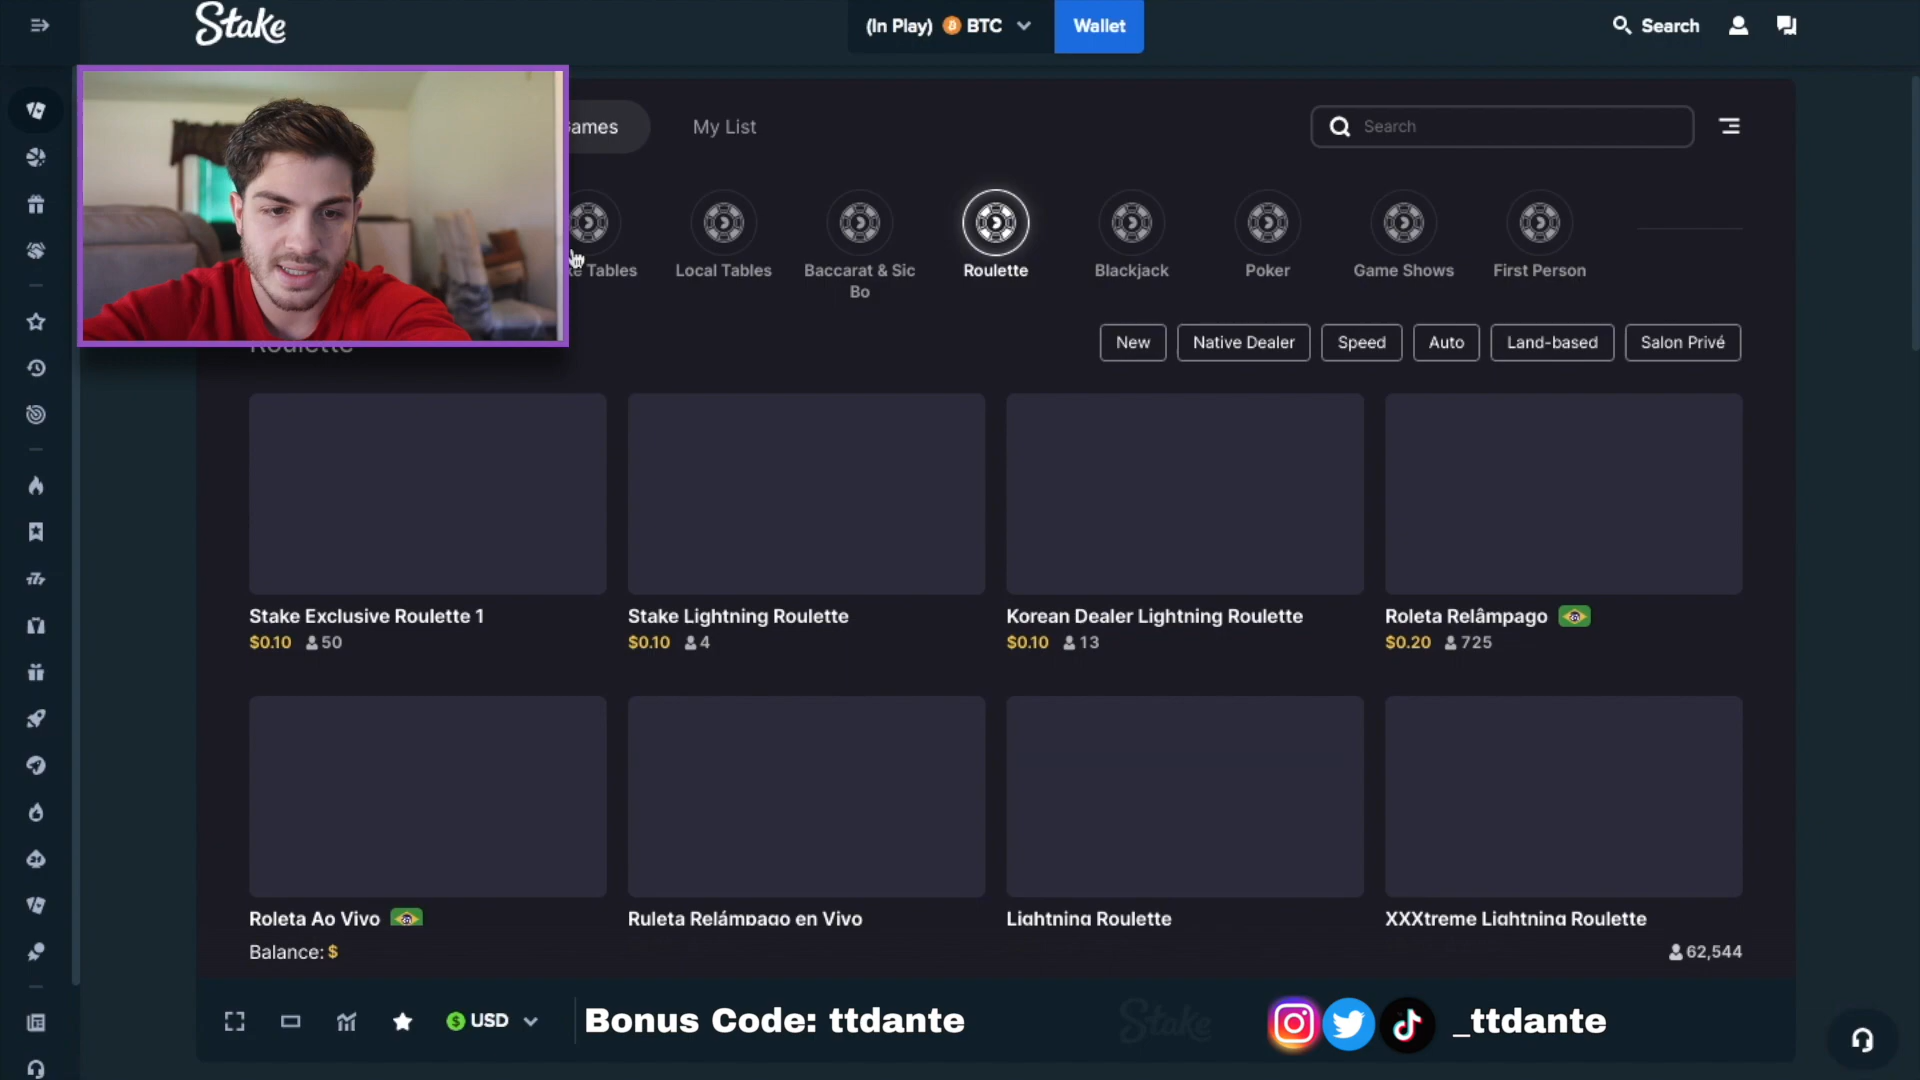 Stake
(In Play) BTC
Wallet
Search
Games
My List
Search
Tables
Local Tables
Baccarat & Sic
Bo
Roulette
Blackjack
Poker
Game Shows
First Person
Roulette
New
Native Dealer
Speed
Auto
Land-based
Salon Privé
Stake Exclusive Roulette 1
$0.10 50
Stake Lightning Roulette
$0.10 4
Korean Dealer Lightning Roulette
$0.10 13
Roleta Relâmpago
$0.20 725
Roleta Ao Vivo
Ruleta Relámpago en Vivo
Lightning Roulette
XXXtreme Lightning Roulette
Balance: $
62,544
USD
Bonus Code: ttdante
Stake
_ttdante